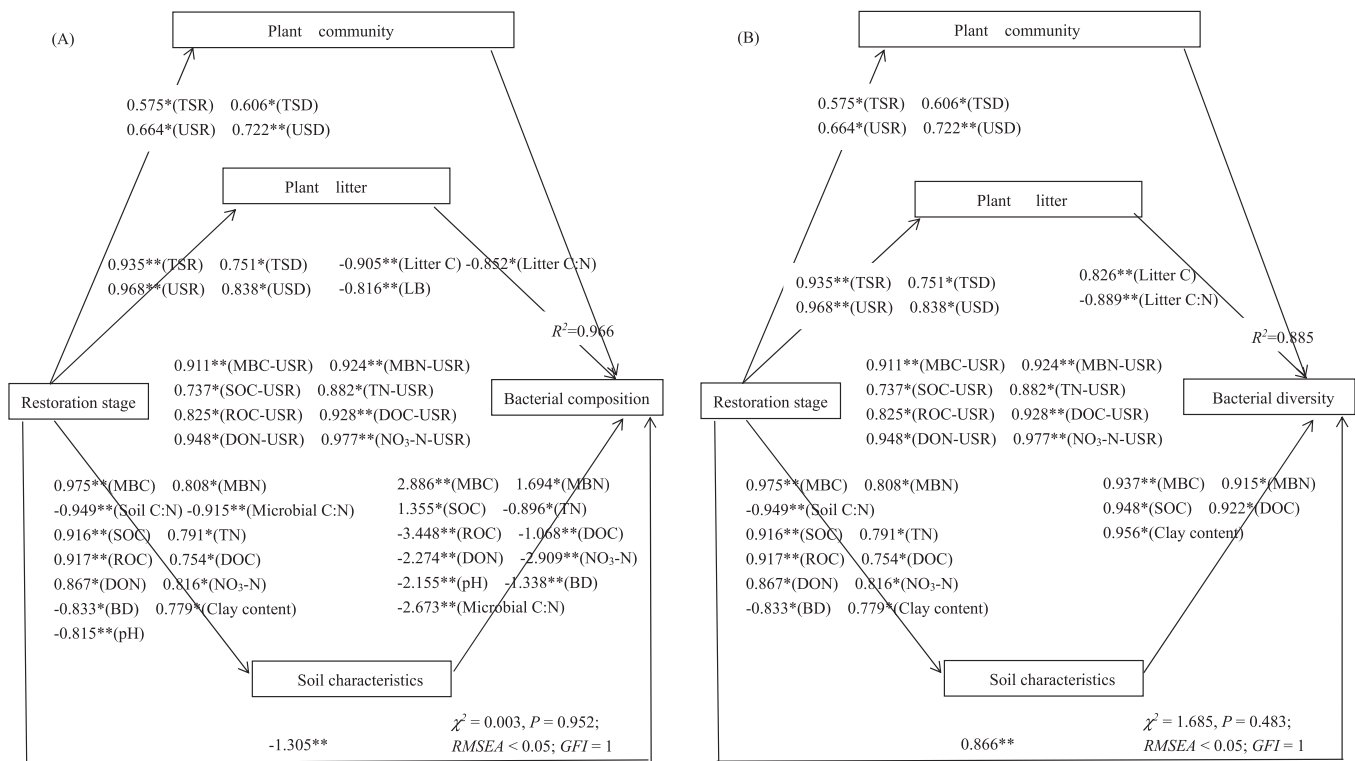 (A)
Plant community
0.575*(TSR) 0.606*(TSD)
0.664*(USR) 0.722**(USD)
Plant litter
0.935**(TSR) 0.751*(TSD) -0.905**(Litter C) -0.852*(Litter C:N)
0.968**(USR) 0.838*(USD) -0.816**(LB)
R²=0.966
0.911**(MBC-USR) 0.924**(MBN-USR)
0.737*(SOC-USR) 0.882*(TN-USR)
0.825*(ROC-USR) 0.928**(DOC-USR)
0.948*(DON-USR) 0.977**(NO₃-N-USR)
Restoration stage
Bacterial composition
0.975**(MBC) 0.808*(MBN)
-0.949**(Soil C:N) -0.915**(Microbial C:N)
0.916**(SOC) 0.791*(TN)
0.917**(ROC) 0.754*(DOC)
0.867*(DON) 0.816*(NO₃-N)
-0.833*(BD) 0.779*(Clay content)
-0.815**(pH)
2.886**(MBC) 1.694*(MBN)
1.355*(SOC) -0.896*(TN)
-3.448**(ROC) -1.068**(DOC)
-2.274**(DON) -2.909**(NO₃-N)
-2.155**(pH) -1.338**(BD)
-2.673**(Microbial C:N)
Soil characteristics
χ² = 0.003, P = 0.952;
RMSEA < 0.05; GFI = 1
-1.305**
(B)
Plant community
0.575*(TSR) 0.606*(TSD)
0.664*(USR) 0.722**(USD)
Plant litter
0.935**(TSR) 0.751*(TSD)
0.968**(USR) 0.838*(USD)
0.826**(Litter C)
-0.889**(Litter C:N)
R²=0.885
0.911**(MBC-USR) 0.924**(MBN-USR)
0.737*(SOC-USR) 0.882*(TN-USR)
0.825*(ROC-USR) 0.928**(DOC-USR)
0.948*(DON-USR) 0.977**(NO₃-N-USR)
Restoration stage
Bacterial diversity
0.975**(MBC) 0.808*(MBN)
-0.949**(Soil C:N)
0.916**(SOC) 0.791*(TN)
0.917**(ROC) 0.754*(DOC)
0.867*(DON) 0.816*(NO₃-N)
-0.833*(BD) 0.779*(Clay content)
0.937**(MBC) 0.915**(MBN)
0.948*(SOC) 0.922*(DOC)
0.956*(Clay content)
Soil characteristics
χ² = 1.685, P = 0.483;
RMSEA < 0.05; GFI = 1
0.866**